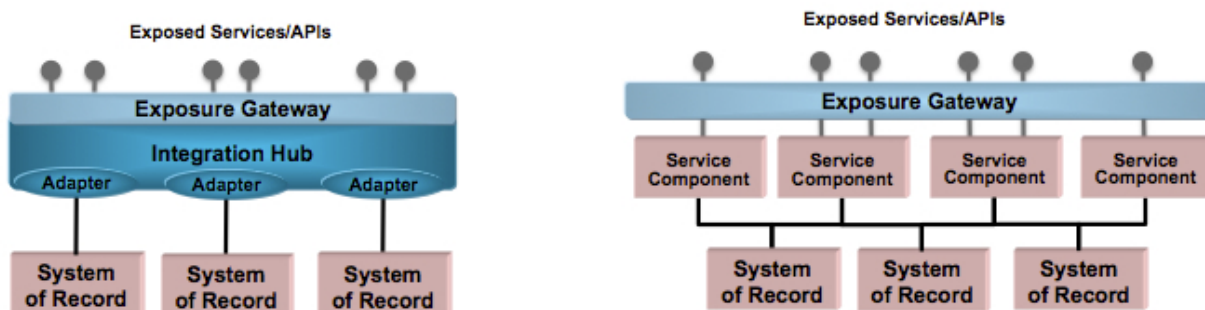 Exposed Services/APIs
Exposure Gateway
Integration Hub
Adapter
Adapter
Adapter
System
of Record
System
of Record
System
of Record
Exposed Services/APIs
Exposure Gateway
Service
Component
Service
Component
Service
Component
Service
Component
System
of Record
System
of Record
System
of Record